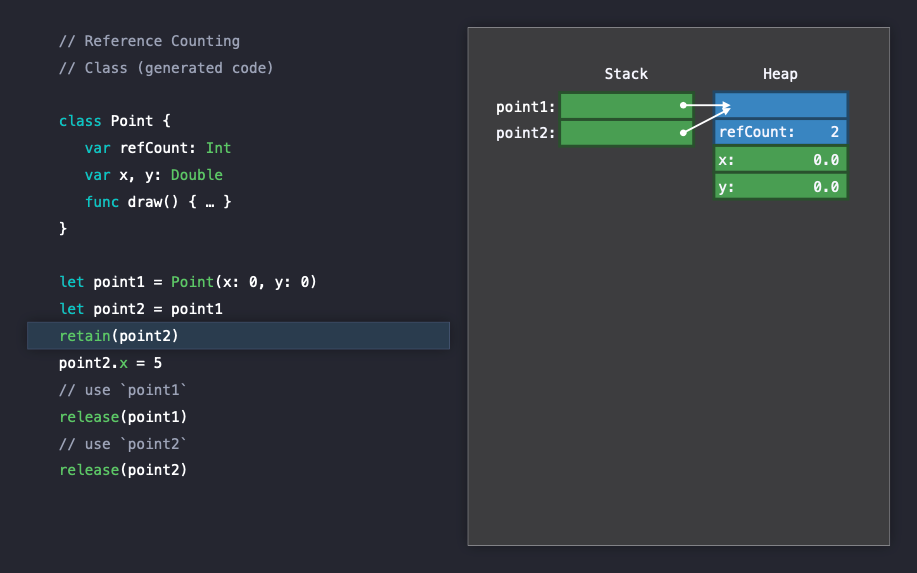 // Reference Counting
// Class (generated code)
class Point {
var refCount: Int
var x, y: Double
func draw() { … }
}
let point1 = Point(x: 0, y: 0)
let point2 = point1
retain(point2)
point2.x = 5
// use `point1`
release(point1)
// use `point2`
release(point2)
Stack Heap
point1:
point2:
refCount: 2
x: 0.0
y: 0.0